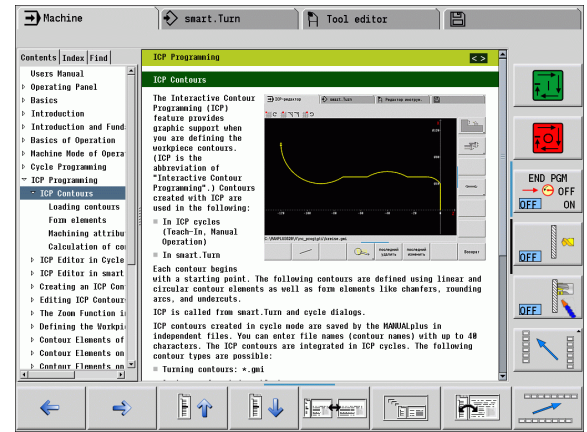 Machine
smart.Turn
Tool editor
Contents Index Find
Users Manual
Operating Panel
Basics
Introduction
Introduction and Fund
Basics of Operation
Machine Mode of Opera
Cycle Programming
ICP Programming
ICP Contours
Loading contours
Form elements
Machining attribu
Calculation of co
ICP Editor in Cycle
ICP Editor in smart
Creating an ICP Con
Editing ICP Contour
The Zoom Function i
Defining the Workpi
Contour Elements of
Contour Elements on
Contour Elements on
ICP Programming
<>
ICP Contours
The Interactive Contour
Programming (ICP)
feature provides
graphic support when
you are defining the
workpiece contours.
(ICP is the
abbreviation of
"Interactive Contour
Programming".) Contours
created with ICP are
used in the following:
In ICP cycles
(Teach-In, Manual
Operation)
In smart.Turn
Each contour begins
with a starting point. The following contours are defined using linear and
circular contour elements as well as form elements like chamfers, rounding
arcs, and undercuts.
ICP is called from smart.Turn and cycle dialogs.
ICP contours created in cycle mode are saved by the MANUALplus in
independent files. You can enter file names (contour names) with up to 40
characters. The ICP contours are integrated in ICP cycles. The following
contour types are possible:
Turning contours: *.gmi
smart.Turn
последний
удалить
последний
изменить
Возврат
END PGM
OFF
OFF ON
OFF
OFF